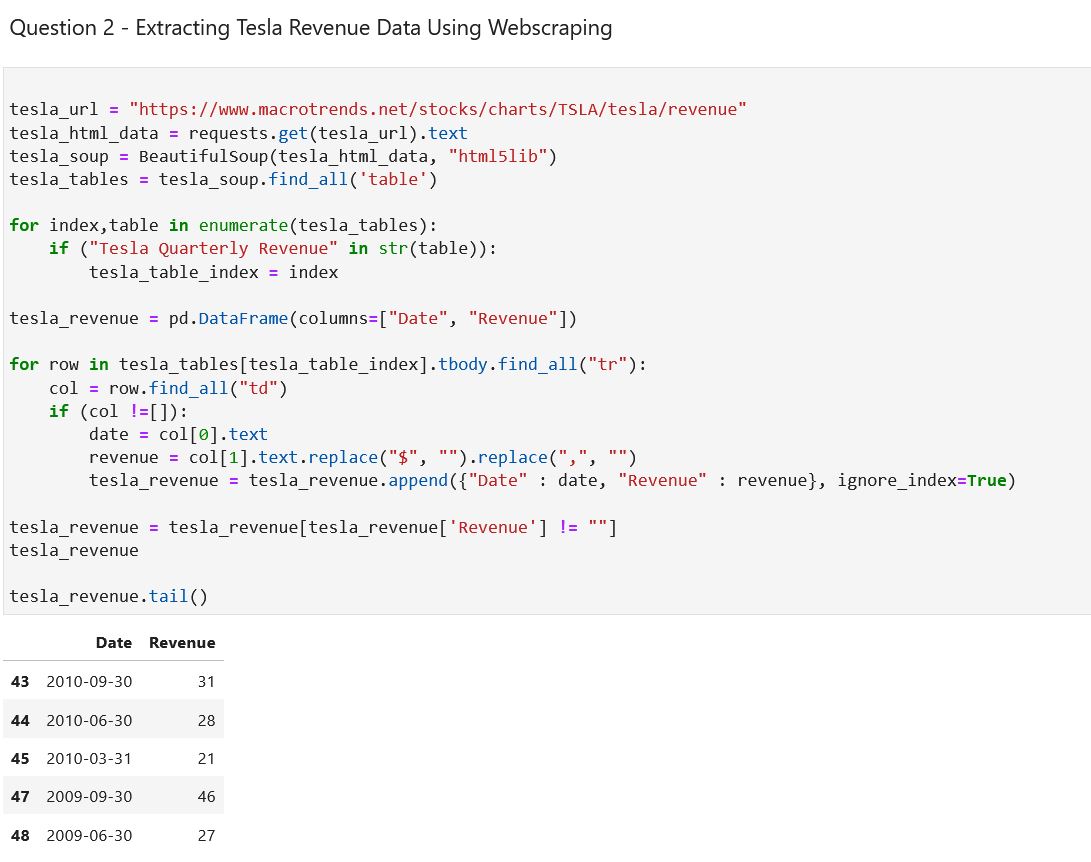 Question 2 - Extracting Tesla Revenue Data Using Webscraping
tesla_url = "https://www.macrotrends.net/stocks/charts/TSLA/tesla/revenue"
tesla_html_data = requests.get(tesla_url).text
tesla_soup = BeautifulSoup(tesla_html_data, "html5lib")
tesla_tables = tesla_soup.find_all('table')
for index,table in enumerate(tesla_tables):
    if ("Tesla Quarterly Revenue" in str(table)):
        tesla_table_index = index
tesla_revenue = pd.DataFrame(columns=["Date", "Revenue"])
for row in tesla_tables[tesla_table_index].tbody.find_all("tr"):
    col = row.find_all("td")
    if (col !=[]):
        date = col[0].text
        revenue = col[1].text.replace("$", "").replace(",", "")
        tesla_revenue = tesla_revenue.append({"Date" : date, "Revenue" : revenue}, ignore_index=True)
tesla_revenue = tesla_revenue[tesla_revenue['Revenue'] != ""]
tesla_revenue
tesla_revenue.tail()
Date Revenue
43 2010-09-30 31
44 2010-06-30 28
45 2010-03-31 21
47 2009-09-30 46
48 2009-06-30 27